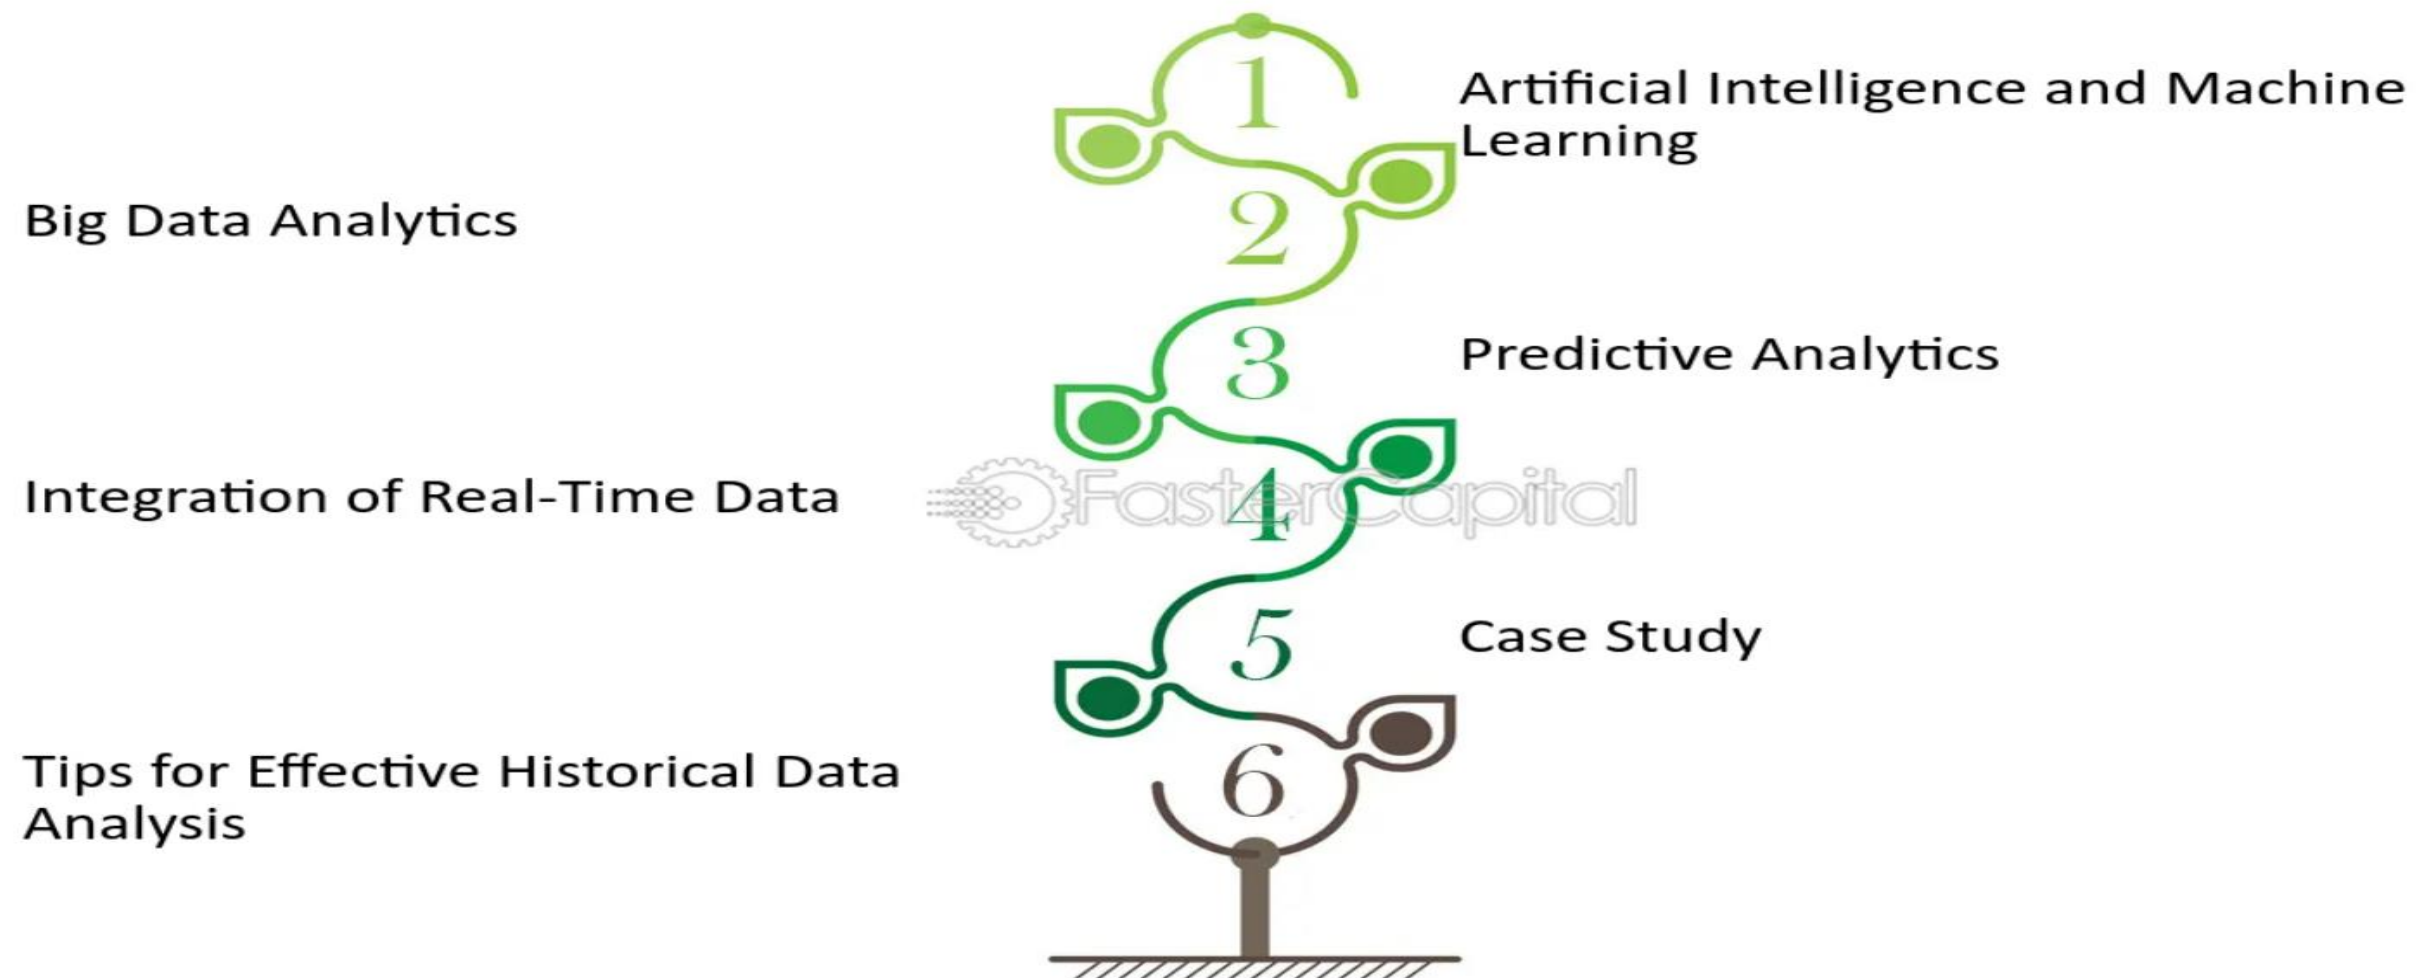 1
Artificial Intelligence and Machine
Learning
2
Big Data Analytics
3
Predictive Analytics
4
Integration of Real-Time Data
FasterCapital
5
Case Study
6
Tips for Effective Historical Data
Analysis